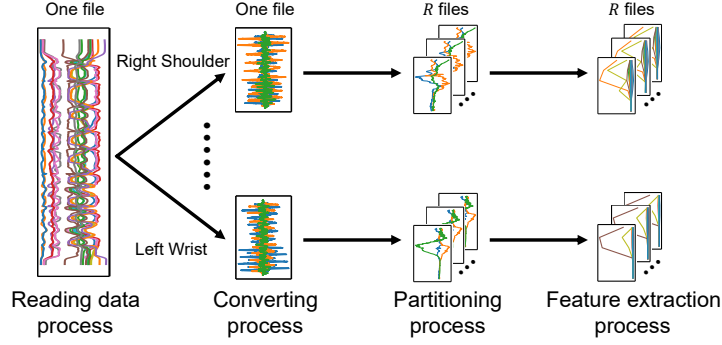 One file
One file
R files
R files
Right Shoulder
Left Wrist
Reading data
process
Converting
process
Partitioning
process
Feature extraction
process